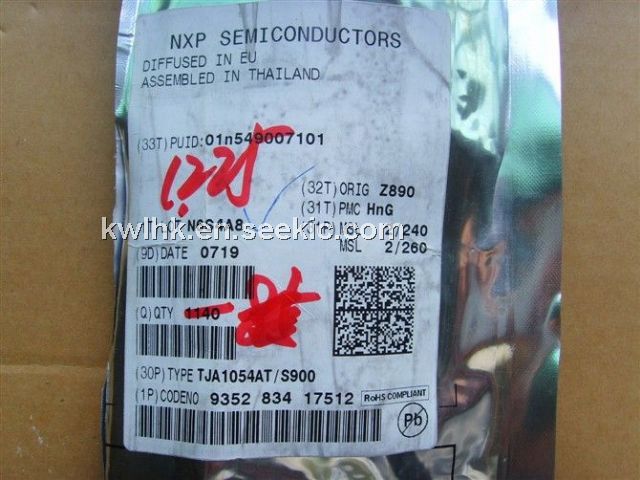 NXP SEMICONDUCTORS
DIFFUSED IN EU
ASSEMBLED IN THAILAND
(33T) PUID: 01n549007101
1225
(32T) ORIG Z890
(31T) PMC HnG
kwlhk.en.seekic.com
NGS4A8
240
MSL 2/260
(9D) DATE 0719
(Q) QTY 1140
(30P) TYPE TJA1054AT/S900
(1P) CODENO 9352 834 17512
RoHS COMPLIANT
Pb